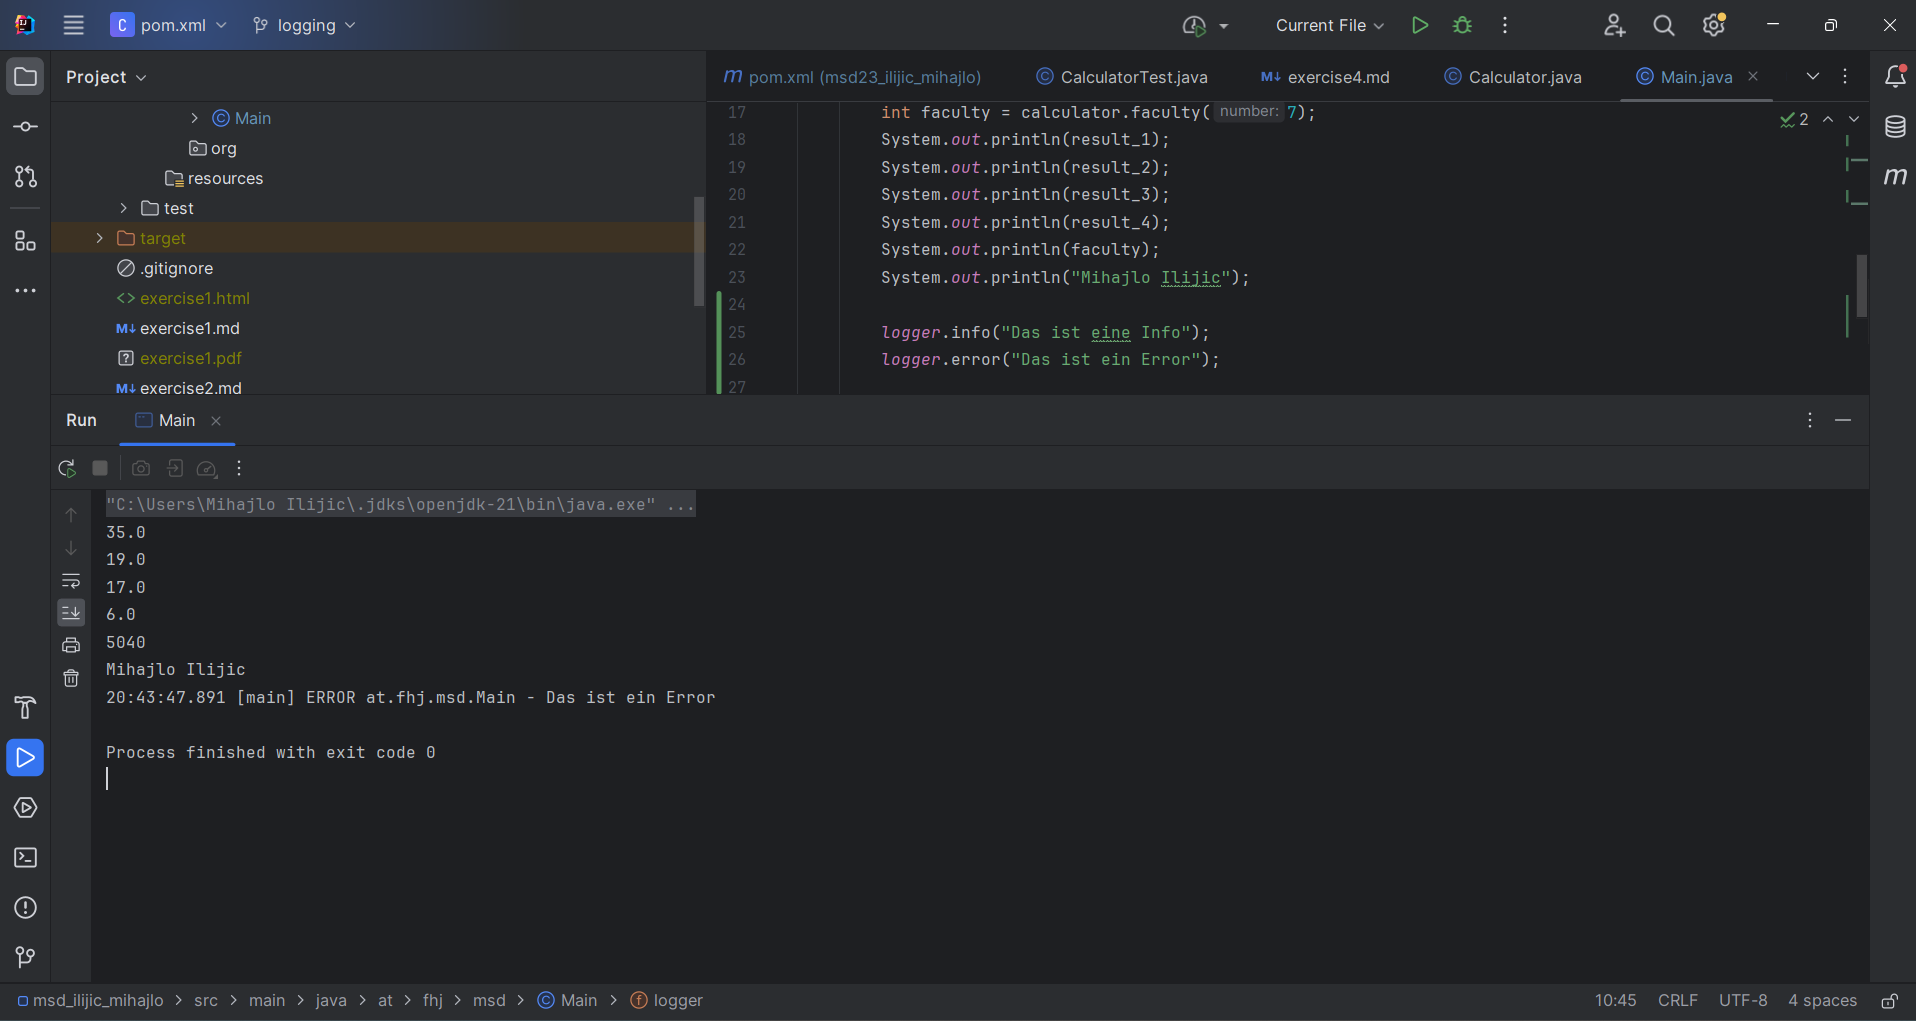 C pom.xml logging Current File
Project
Main
org
resources
test
target
.gitignore
<> exercise1.html
M↓ exercise1.md
? exercise1.pdf
M↓ exercise2.md
m pom.xml (msd23_ilijic_mihajlo) C CalculatorTest.java M↓ exercise4.md C Calculator.java C Main.java
2
17 int faculty = calculator.faculty( number: 7);
18 System.out.println(result_1);
19 System.out.println(result_2);
20 System.out.println(result_3);
21 System.out.println(result_4);
22 System.out.println(faculty);
23 System.out.println("Mihajlo Ilijic");
24
25 logger.info("Das ist eine Info");
26 logger.error("Das ist ein Error");
27
m
Run Main
"C:\Users\Mihajlo Ilijic\.jdks\openjdk-21\bin\java.exe" ...
35.0
19.0
17.0
6.0
5040
Mihajlo Ilijic
20:43:47.891 [main] ERROR at.fhj.msd.Main - Das ist ein Error
Process finished with exit code 0
msd_ilijic_mihajlo > src > main > java > at > fhj > msd > C Main > f logger 10:45 CRLF UTF-8 4 spaces